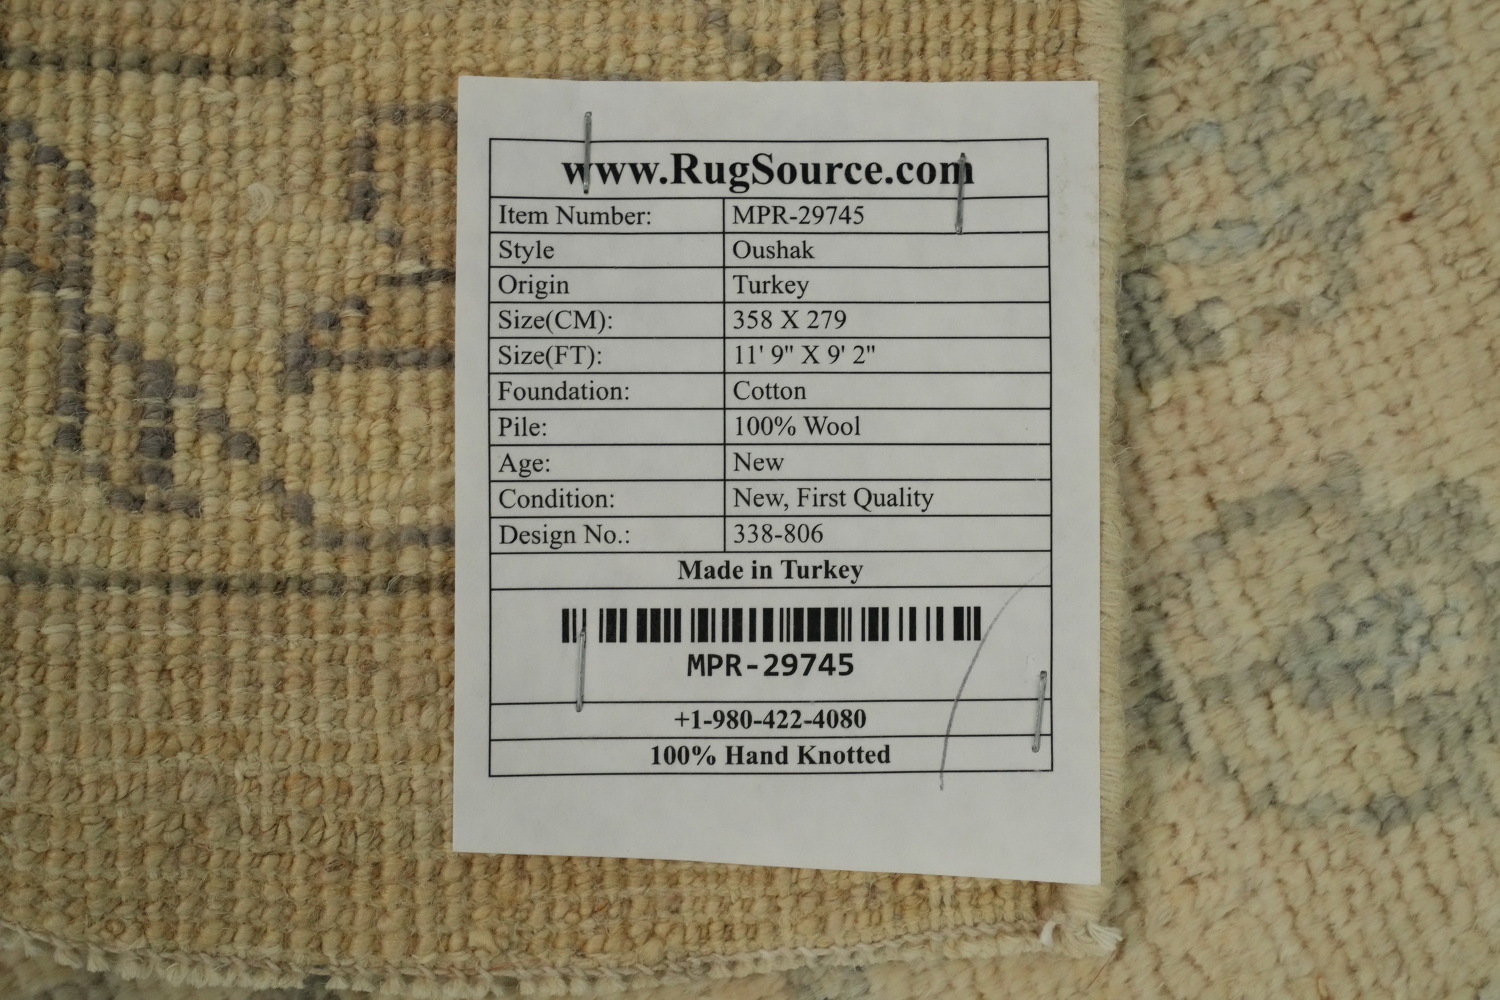 www.RugSource.com
Item Number: MPR-29745
Style Oushak
Origin Turkey
Size(CM): 358 X 279
Size(FT): 11' 9" X 9' 2"
Foundation: Cotton
Pile: 100% Wool
Age: New
Condition: New, First Quality
Design No.: 338-806
Made in Turkey
MPR-29745
+1-980-422-4080
100% Hand Knotted